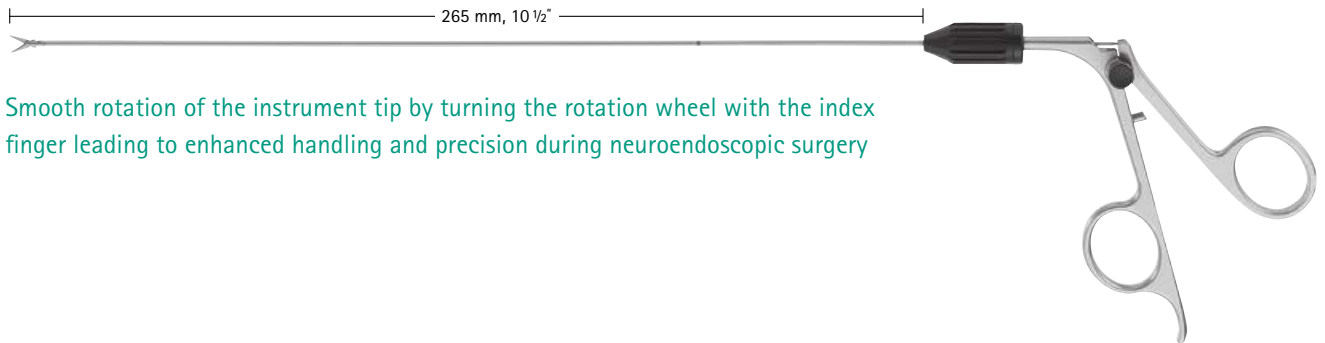 265 mm, 10 ½"
Smooth rotation of the instrument tip by turning the rotation wheel with the index
finger leading to enhanced handling and precision during neuroendoscopic surgery